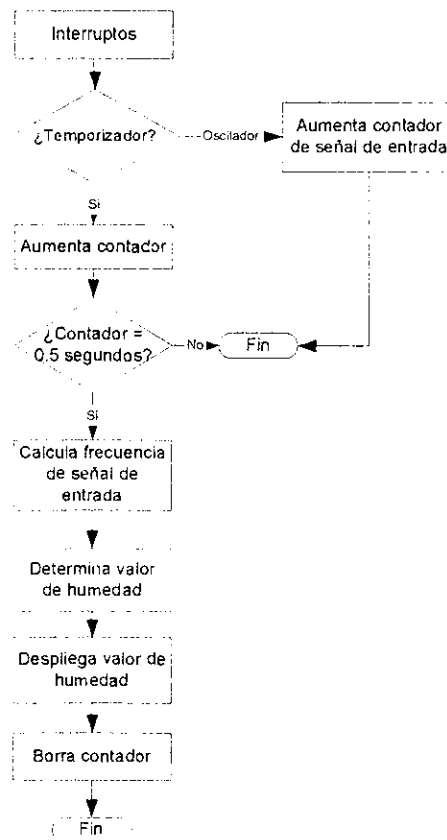 Interruptos
¿Temporizador?
Oscilador
Aumenta contador
de señal de entrada
Si
Aumenta contador
¿Contador =
0.5 segundos?
No
Fin
Si
Calcula frecuencia
de señal de
entrada
Determina valor
de humedad
Despliega valor de
humedad
Borra contador
Fin